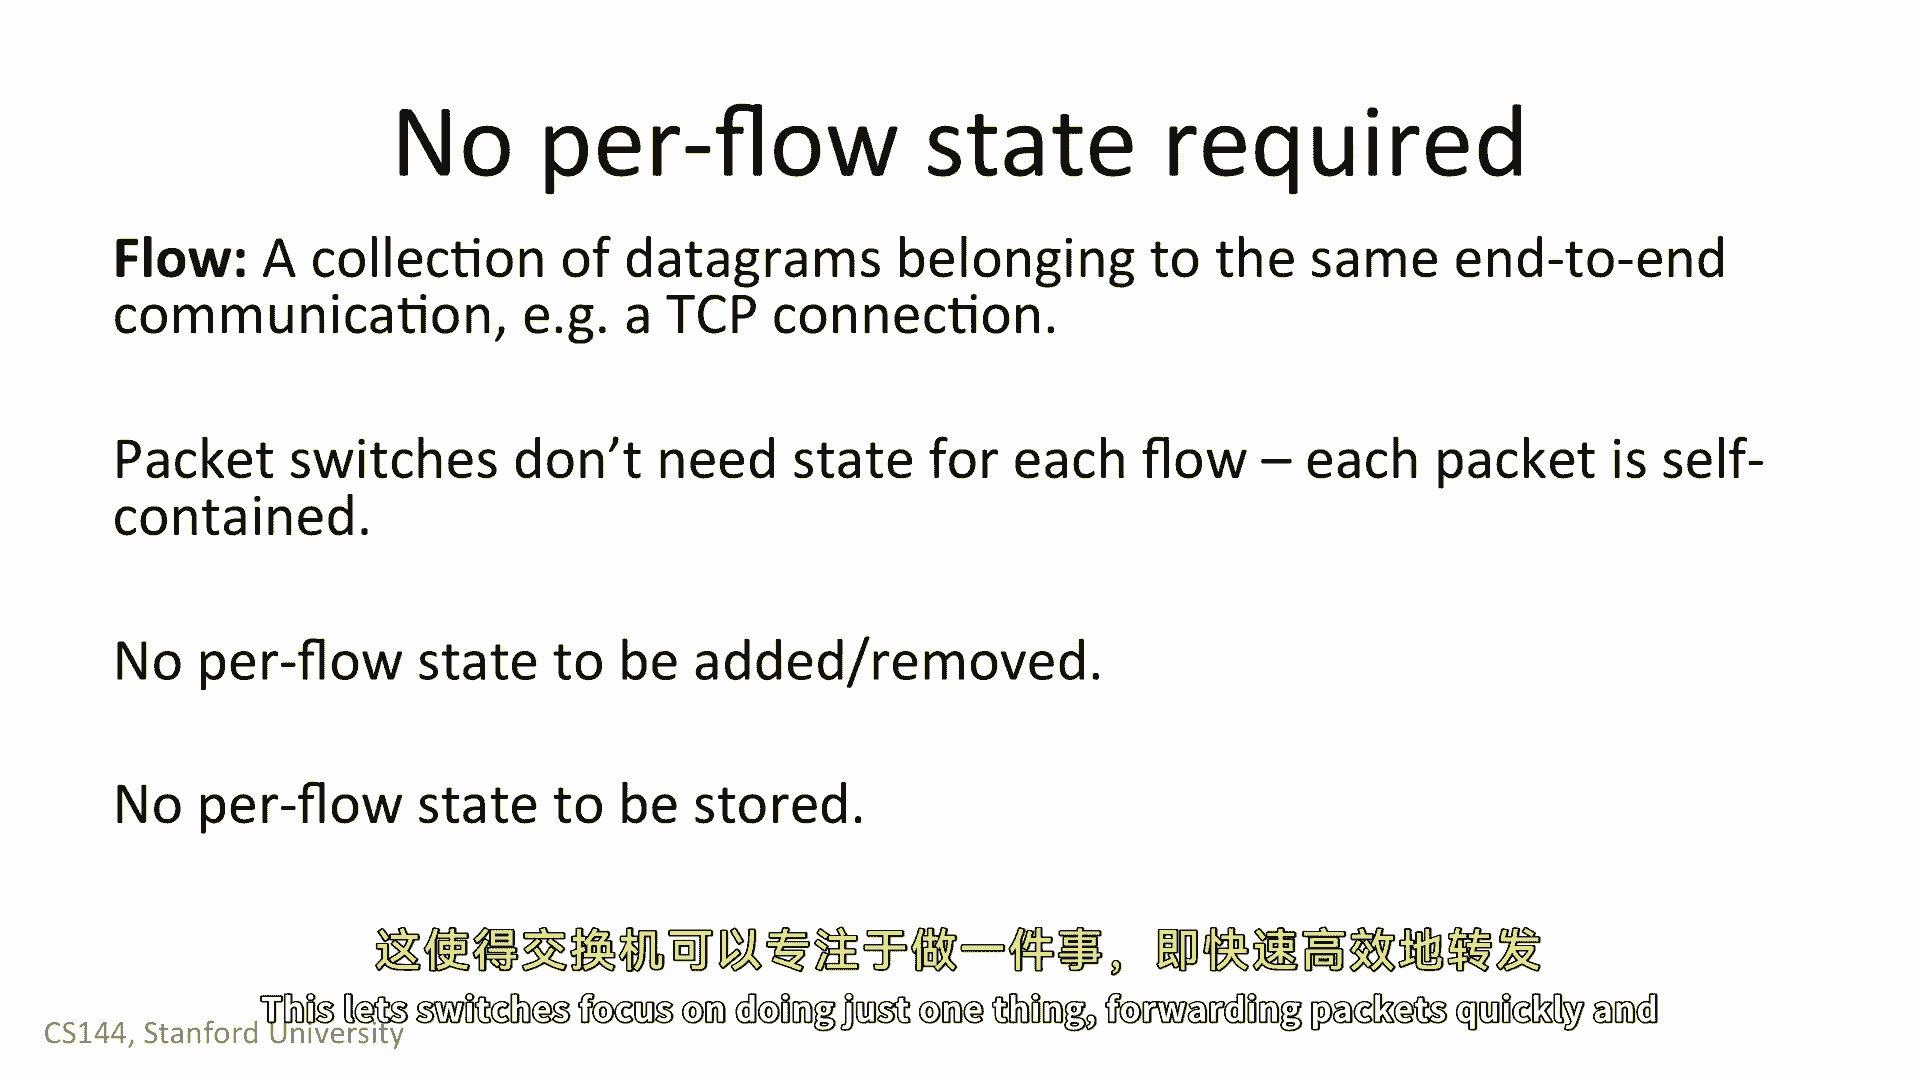 No per-flow state required
Flow: A collection of datagrams belonging to the same end-to-end
communication, e.g. a TCP connection.
Packet switches don’t need state for each flow – each packet is self-
contained.
No per-flow state to be added/removed.
No per-flow state to be stored.
这使得交换机可以专注于做一件事，即快速高效地转发
This lets switches focus on doing just one thing, forwarding packets quickly and
CS144, Stanford University